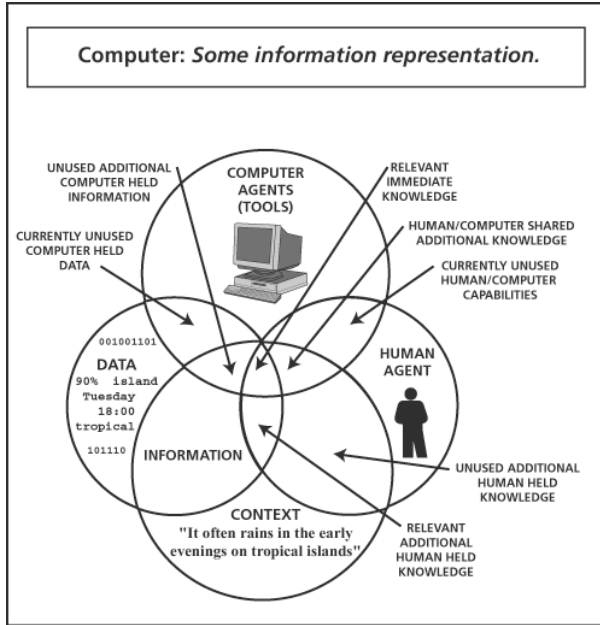 Computer: Some information representation.
UNUSED ADDITIONAL
COMPUTER HELD
INFORMATION
COMPUTER
AGENTS
(TOOLS)
RELEVANT
IMMEDIATE
KNOWLEDGE
HUMAN/COMPUTER SHARED
ADDITIONAL KNOWLEDGE
CURRENTLY UNUSED
COMPUTER HELD
DATA
CURRENTLY UNUSED
HUMAN/COMPUTER
CAPABILITIES
001001101
DATA
90% island
Tuesday
18:00
tropical
101110
HUMAN
AGENT
INFORMATION
UNUSED ADDITIONAL
HUMAN HELD
KNOWLEDGE
CONTEXT
"It often rains in the early
evenings on tropical islands"
RELEVANT
ADDITIONAL
HUMAN HELD
KNOWLEDGE